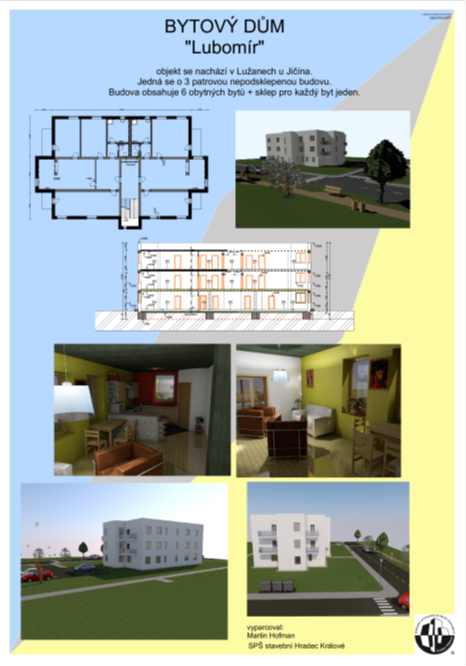 BYTOVÝ DŮM
"Lubomír"
objekt se nachází v Lužanech u Jičína.
Jedná se o 3 patrovou nepodsklepenou budovu.
Budova obsahuje 6 obytných bytů + sklep pro každý byt jeden.
vyparcoval:
Martin Hofman
SPŠ stavební Hradec Králové